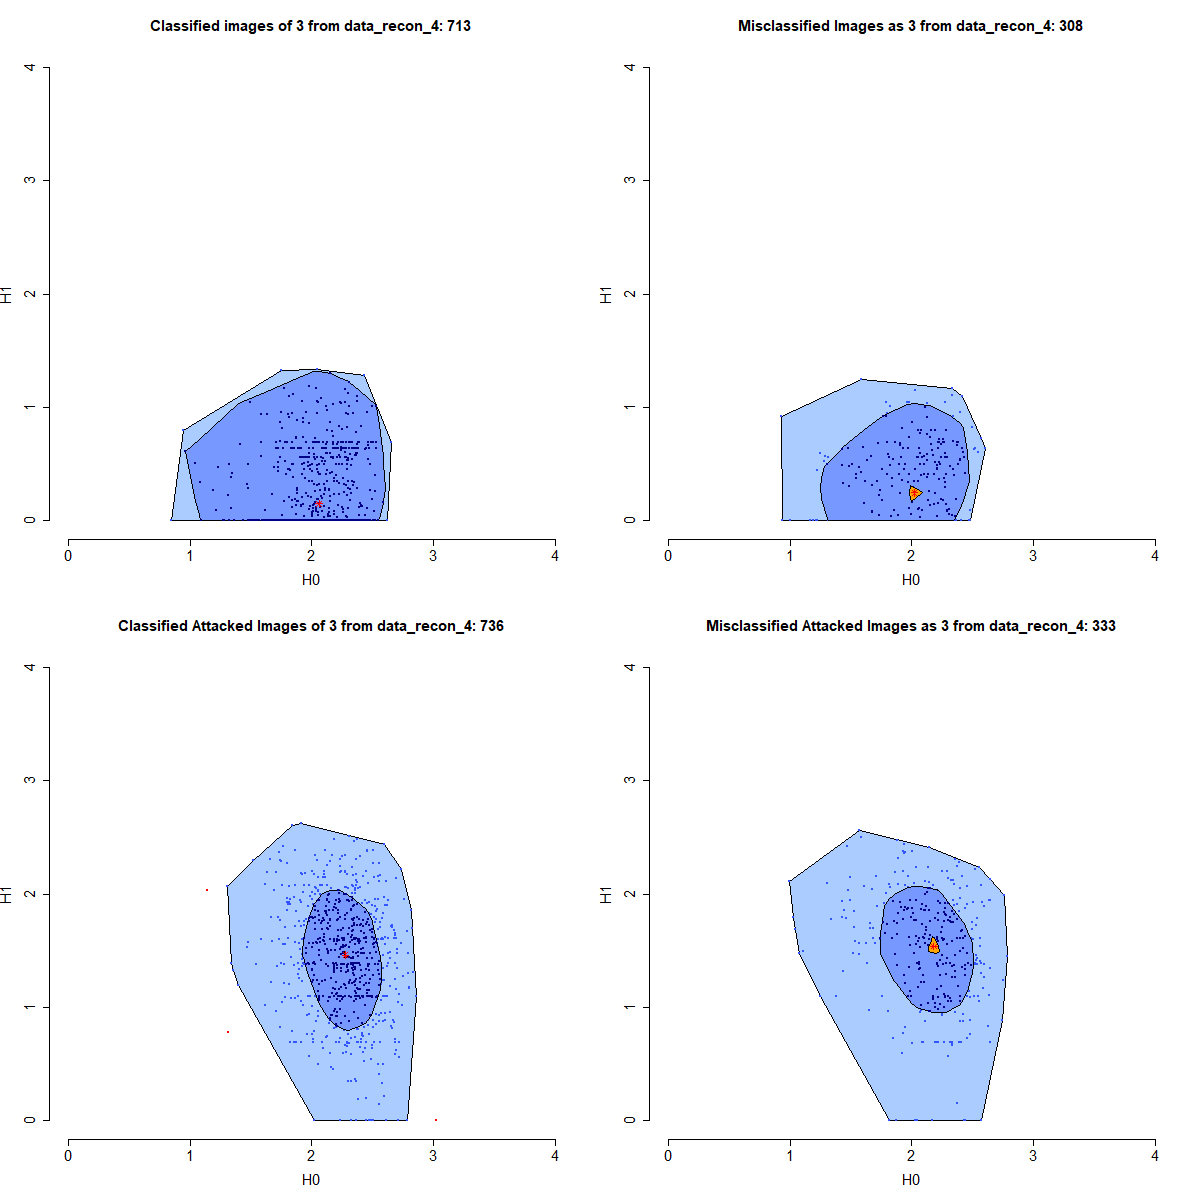 Classified images of 3 from data_recon_4: 713
4
3
2
1
0
H1
0 1 2 3 4
H0
Misclassified Images as 3 from data_recon_4: 308
4
3
2
1
0
H1
0 1 2 3 4
H0
Classified Attacked Images of 3 from data_recon_4: 736
4
3
2
1
0
H1
0 1 2 3 4
H0
Misclassified Attacked Images as 3 from data_recon_4: 333
4
3
2
1
0
H1
0 1 2 3 4
H0